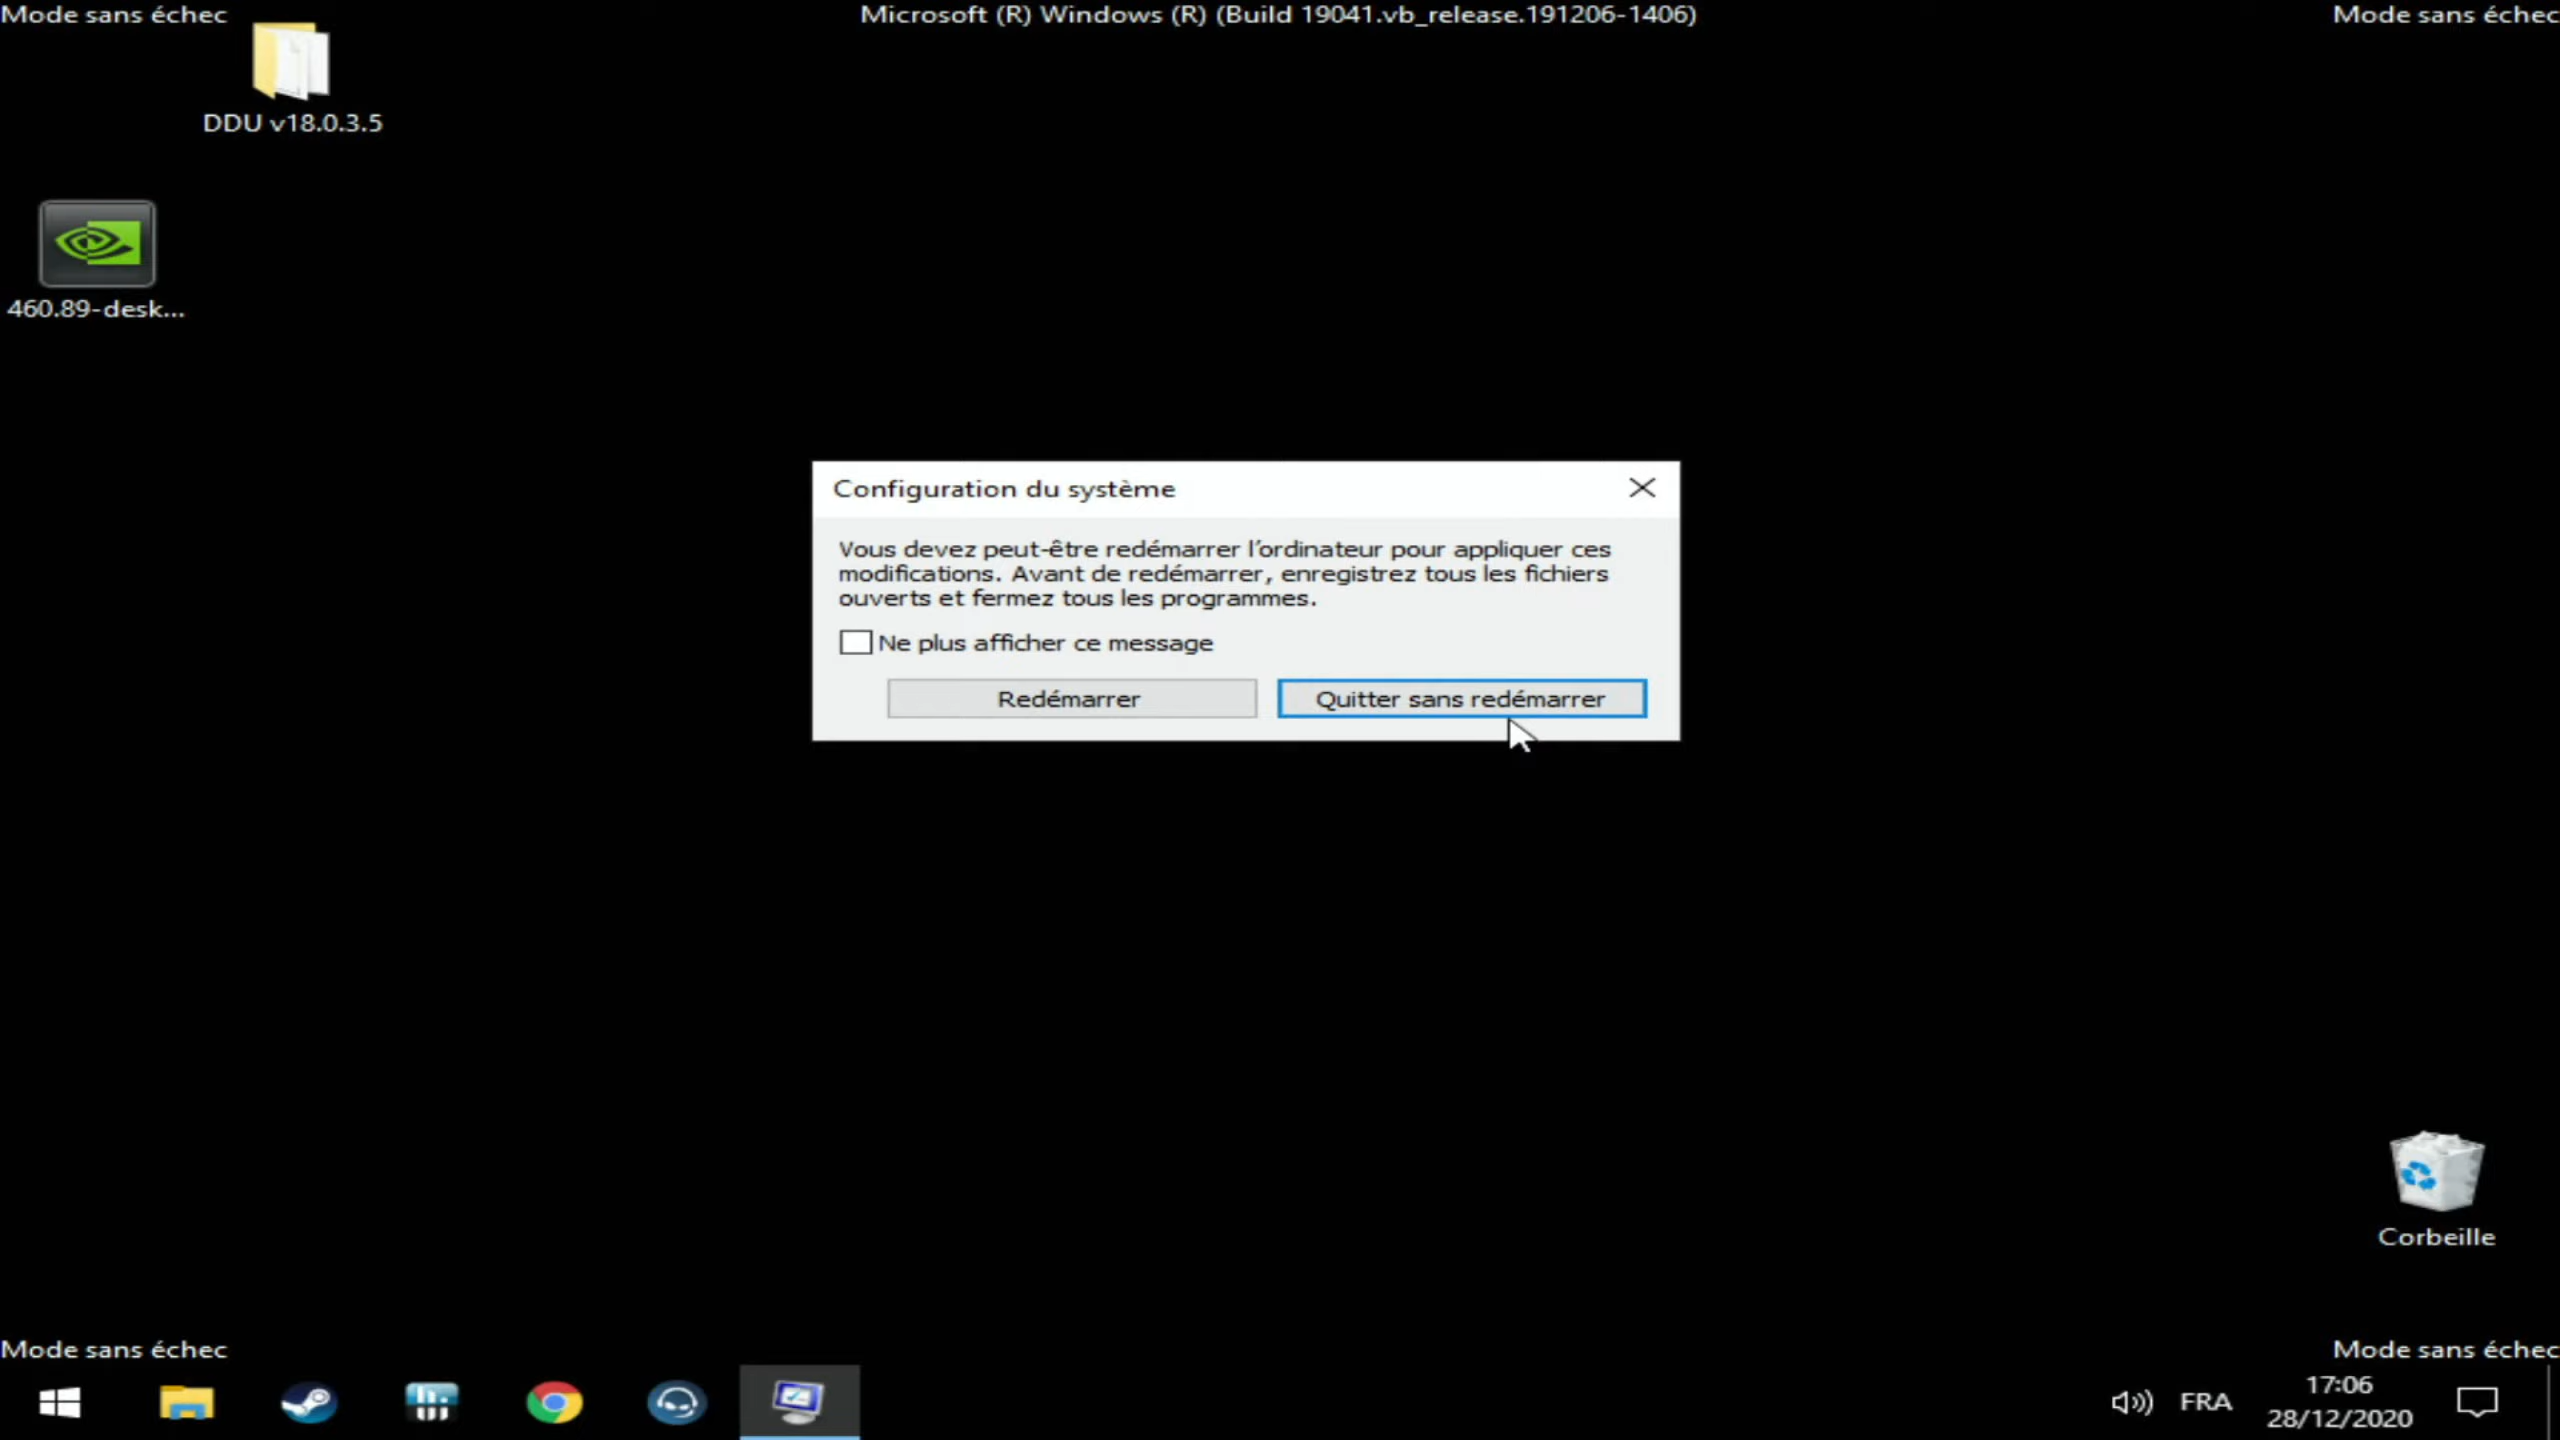 Mode sans échec
Microsoft (R) Windows (R) (Build 19041.vb_release.191206-1406)
Mode sans échec
DDU v18.0.3.5
460.89-desk...
Configuration du système
Vous devez peut-être redémarrer l'ordinateur pour appliquer ces
modifications. Avant de redémarrer, enregistrez tous les fichiers
ouverts et fermez tous les programmes.
Ne plus afficher ce message
Redémarrer
Quitter sans redémarrer
Corbeille
Mode sans échec
Mode sans échec
FRA
17:06
28/12/2020